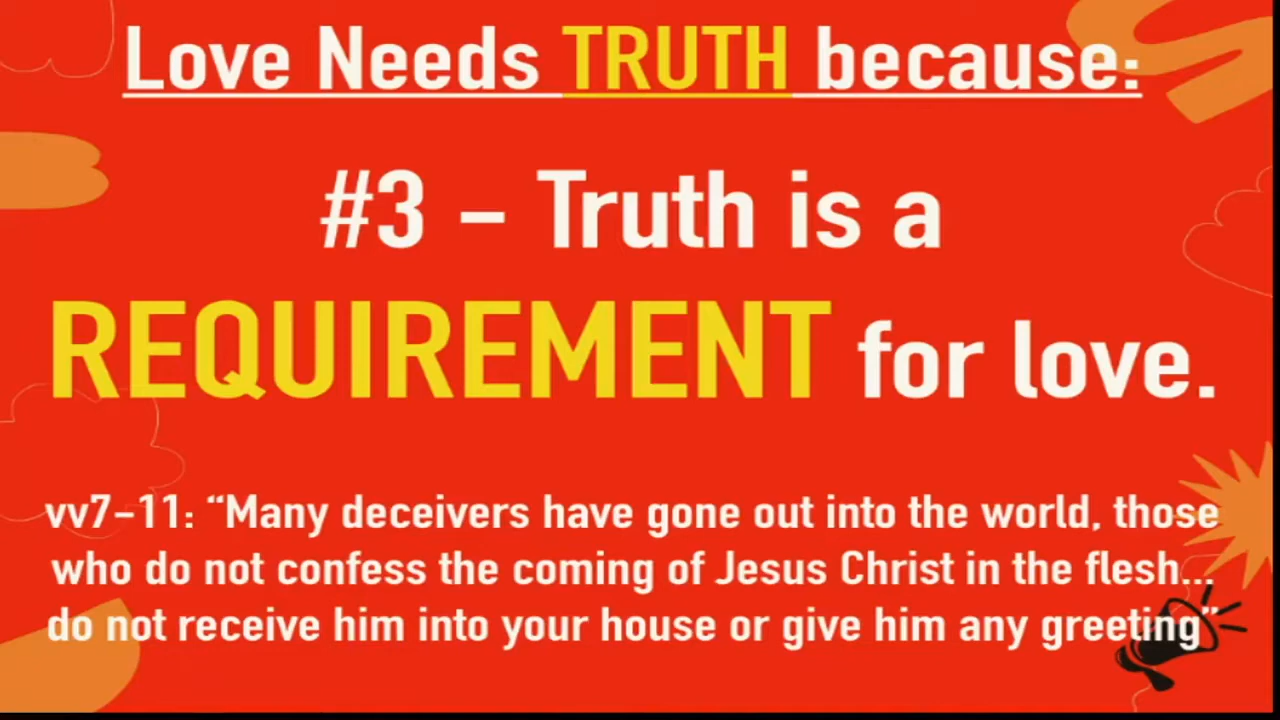 Love Needs TRUTH because:
#3 – Truth is a
REQUIREMENT for love.
vv7–11: “Many deceivers have gone out into the world, those
who do not confess the coming of Jesus Christ in the flesh...
do not receive him into your house or give him any greeting”